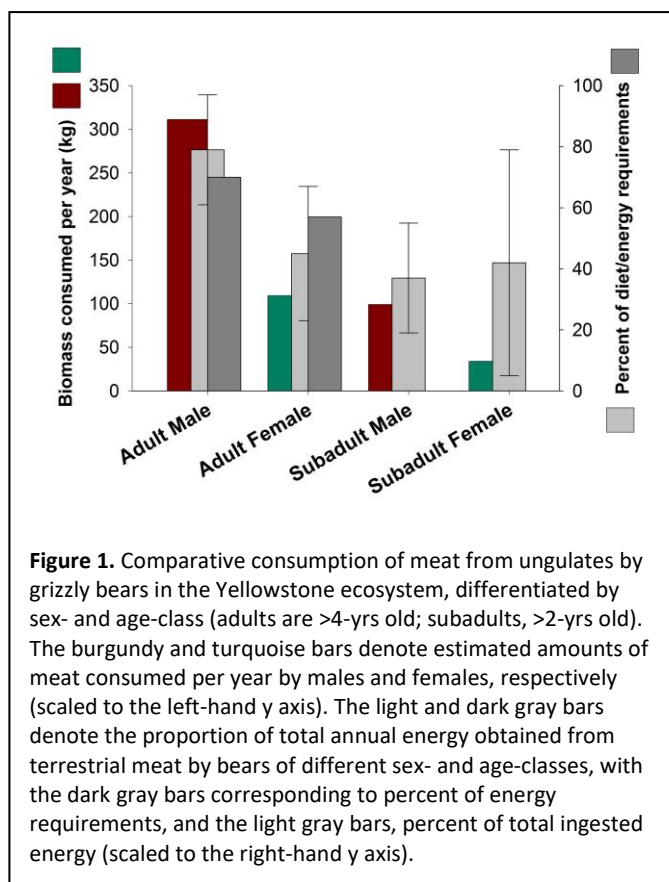 350
300
250
200
150
100
50
0
Biomass consumed per year (kg)
100
80
60
40
20
0
Percent of diet/energy requirements
Adult Male
Adult Female
Subadult Male
Subadult Female
Figure 1. Comparative consumption of meat from ungulates by
grizzly bears in the Yellowstone ecosystem, differentiated by
sex- and age-class (adults are >4-yrs old; subadults, >2-yrs old).
The burgundy and turquoise bars denote estimated amounts of
meat consumed per year by males and females, respectively
(scaled to the left-hand y axis). The light and dark gray bars
denote the proportion of total annual energy obtained from
terrestrial meat by bears of different sex- and age-classes, with
the dark gray bars corresponding to percent of energy
requirements, and the light gray bars, percent of total ingested
energy (scaled to the right-hand y axis).